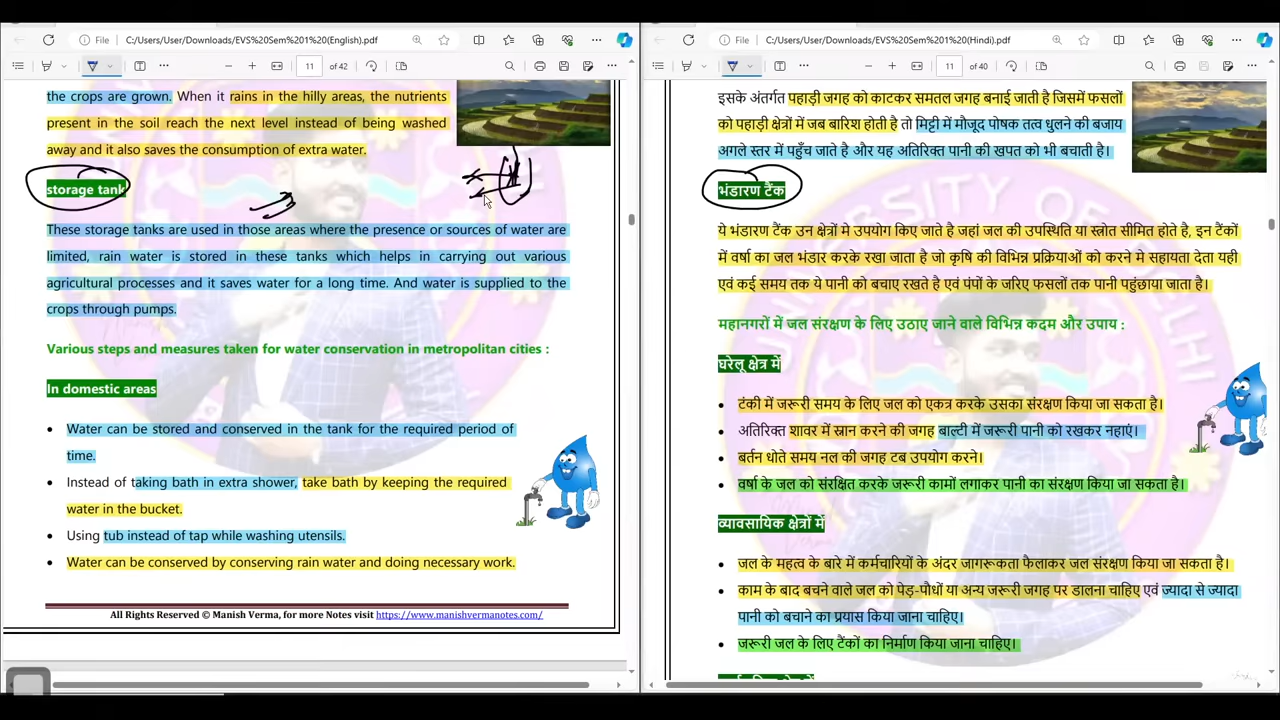 File C:/Users/User/Downloads/EVS%20Sem%201%20(English).pdf
11 of 42
the crops are grown. When it rains in the hilly areas, the nutrients
present in the soil reach the next level instead of being washed
away and it also saves the consumption of extra water.
storage tank
These storage tanks are used in those areas where the presence or sources of water are
limited, rain water is stored in these tanks which helps in carrying out various
agricultural processes and it saves water for a long time. And water is supplied to the
crops through pumps.
Various steps and measures taken for water conservation in metropolitan cities :
In domestic areas
• Water can be stored and conserved in the tank for the required period of
time.
• Instead of taking bath in extra shower, take bath by keeping the required
water in the bucket.
• Using tub instead of tap while washing utensils.
• Water can be conserved by conserving rain water and doing necessary work.
All Rights Reserved © Manish Verma, for more Notes visit https://www.manishvermanotes.com/
File C:/Users/User/Downloads/EVS%20Sem%201%20(Hindi).pdf
11 of 40
इसके अंतर्गत पहाड़ी जगह को काटकर समतल जगह बनाई जाती है जिसमें फसलों
को पहाड़ी क्षेत्रों में जब बारिश होती है तो मिट्टी में मौजूद पोषक तत्व धुलने की बजाय
अगले स्तर में पहुँच जाते है और यह अतिरिक्त पानी की खपत को भी बचाती है।
भंडारण टैंक
ये भंडारण टैंक उन क्षेत्रों मे उपयोग किए जाते है जहां जल की उपस्थिति या स्त्रोत सीमित होते है, इन टैंकों
में वर्षा का जल भंडार करके रखा जाता है जो कृषि की विभिन्न प्रक्रियाओं को करने मे सहायता देता यही
एवं कई समय तक ये पानी को बचाए रखते है एवं पंपों के जरिए फसलों तक पानी पहुंछाया जाता है।
महानगरों में जल संरक्षण के लिए उठाए जाने वाले विभिन्न कदम और उपाय :
घरेलू क्षेत्र में
• टंकी में जरूरी समय के लिए जल को एकत्र करके उसका संरक्षण किया जा सकता है।
• अतिरिक्त शावर में स्नान करने की जगह बाल्टी में जरूरी पानी को रखकर नहाएं।
• बर्तन धोते समय नल की जगह टब उपयोग करने।
• वर्षा के जल को संरक्षित करके जरूरी कामों लगाकर पानी का संरक्षण किया जा सकता है।
व्यावसायिक क्षेत्रों में
• जल के महत्व के बारे में कर्मचारियों के अंदर जागरूकता फैलाकर जल संरक्षण किया जा सकता है।
• काम के बाद बचने वाले जल को पेड़-पौधों या अन्य जरूरी जगह पर डालना चाहिए एवं ज्यादा से ज्यादा
पानी को बचाने का प्रयास किया जाना चाहिए।
• जरूरी जल के लिए टैंकों का निर्माण किया जाना चाहिए।